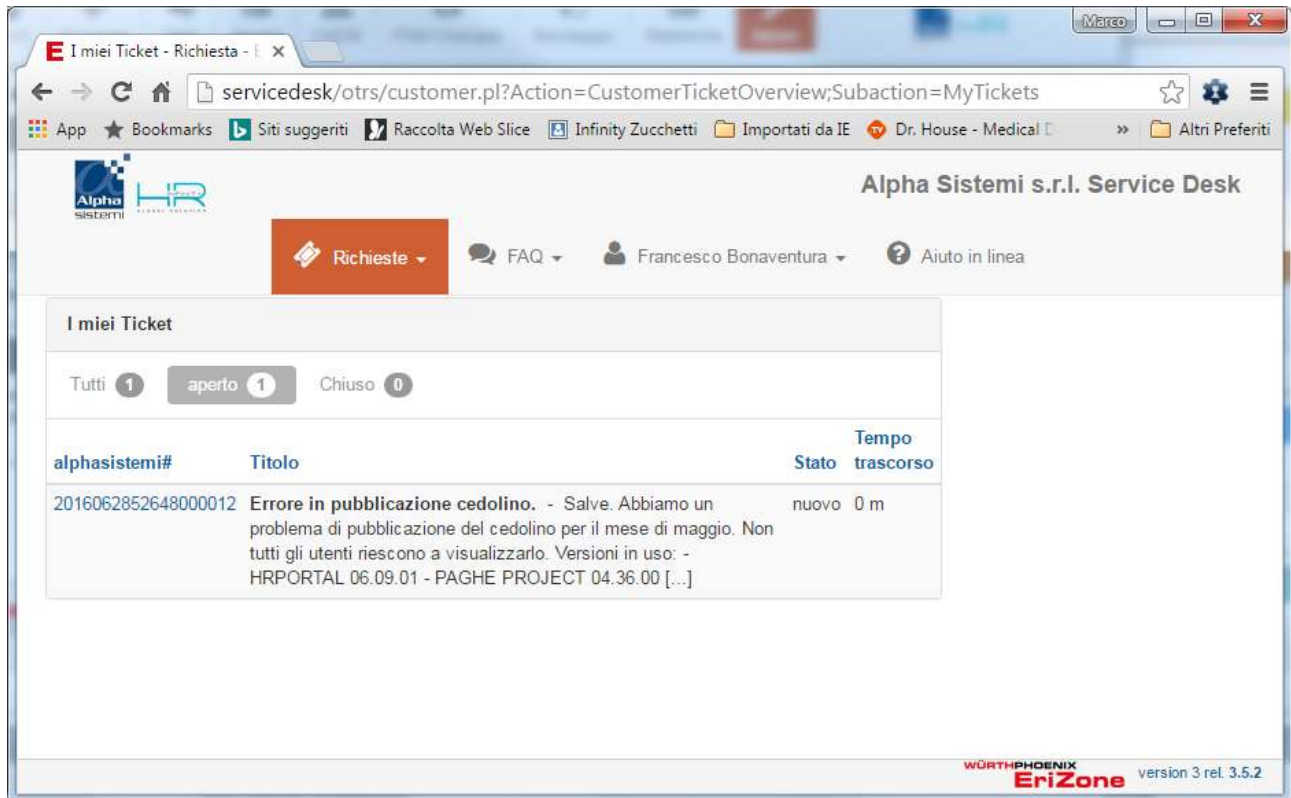 Marco
I miei Ticket - Richiesta - E
servicedesk/otrs/customer.pl?Action=CustomerTicketOverview;Subaction=MyTickets
App Bookmarks Siti suggeriti Raccolta Web Slice Infinity Zucchetti Importati da IE Dr. House - Medical D » Altri Preferiti
Alpha
sistemi
HR
Alpha Sistemi s.r.l. Service Desk
Richieste FAQ Francesco Bonaventura Aiuto in linea
I miei Ticket
Tutti 1 aperto 1 Chiuso 0
alphasistemi# Titolo Stato Tempo trascorso
2016062852648000012 Errore in pubblicazione cedolino. - Salve. Abbiamo un nuovo 0 m
problema di pubblicazione del cedolino per il mese di maggio. Non
tutti gli utenti riescono a visualizzarlo. Versioni in uso: -
HRPORTAL 06.09.01 - PAGHE PROJECT 04.36.00 [...]
WÜRTHPHOENIX
EriZone version 3 rel. 3.5.2